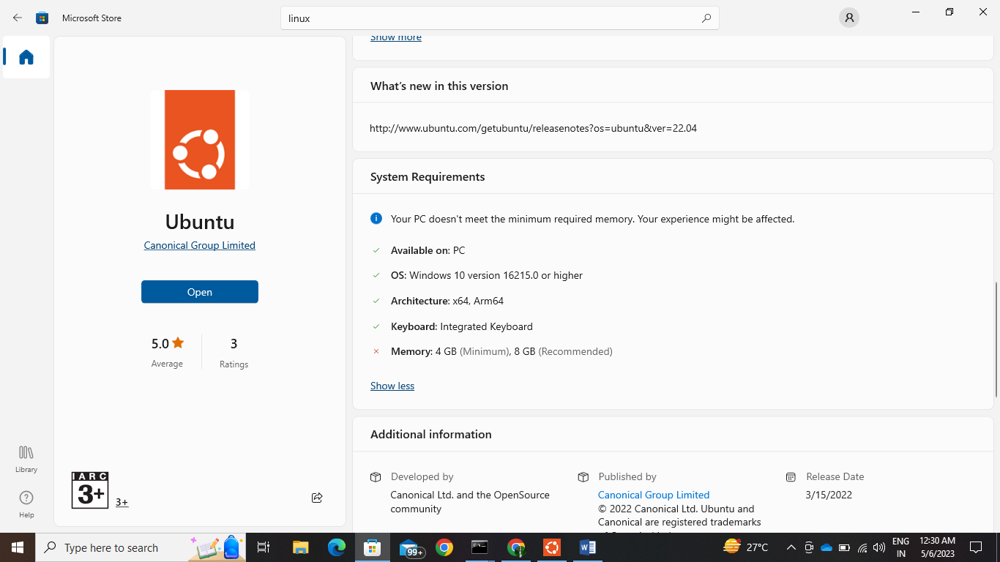 Microsoft Store
linux
Show more
What's new in this version
http://www.ubuntu.com/getubuntu/releasenotes?os=ubuntu&ver=22.04
System Requirements
Your PC doesn't meet the minimum required memory. Your experience might be affected.
Available on: PC
OS: Windows 10 version 16215.0 or higher
Architecture: x64, Arm64
Keyboard: Integrated Keyboard
Memory: 4 GB (Minimum), 8 GB (Recommended)
Show less
Ubuntu
Canonical Group Limited
Open
5.0
Average
3
Ratings
IARC
3+
3+
Library
Help
Additional information
Developed by
Canonical Ltd. and the OpenSource
community
Published by
Canonical Group Limited
© 2022 Canonical Ltd. Ubuntu and
Canonical are registered trademarks
Release Date
3/15/2022
Type here to search
99+
27°C
ENG
IN
12:30 AM
5/6/2023